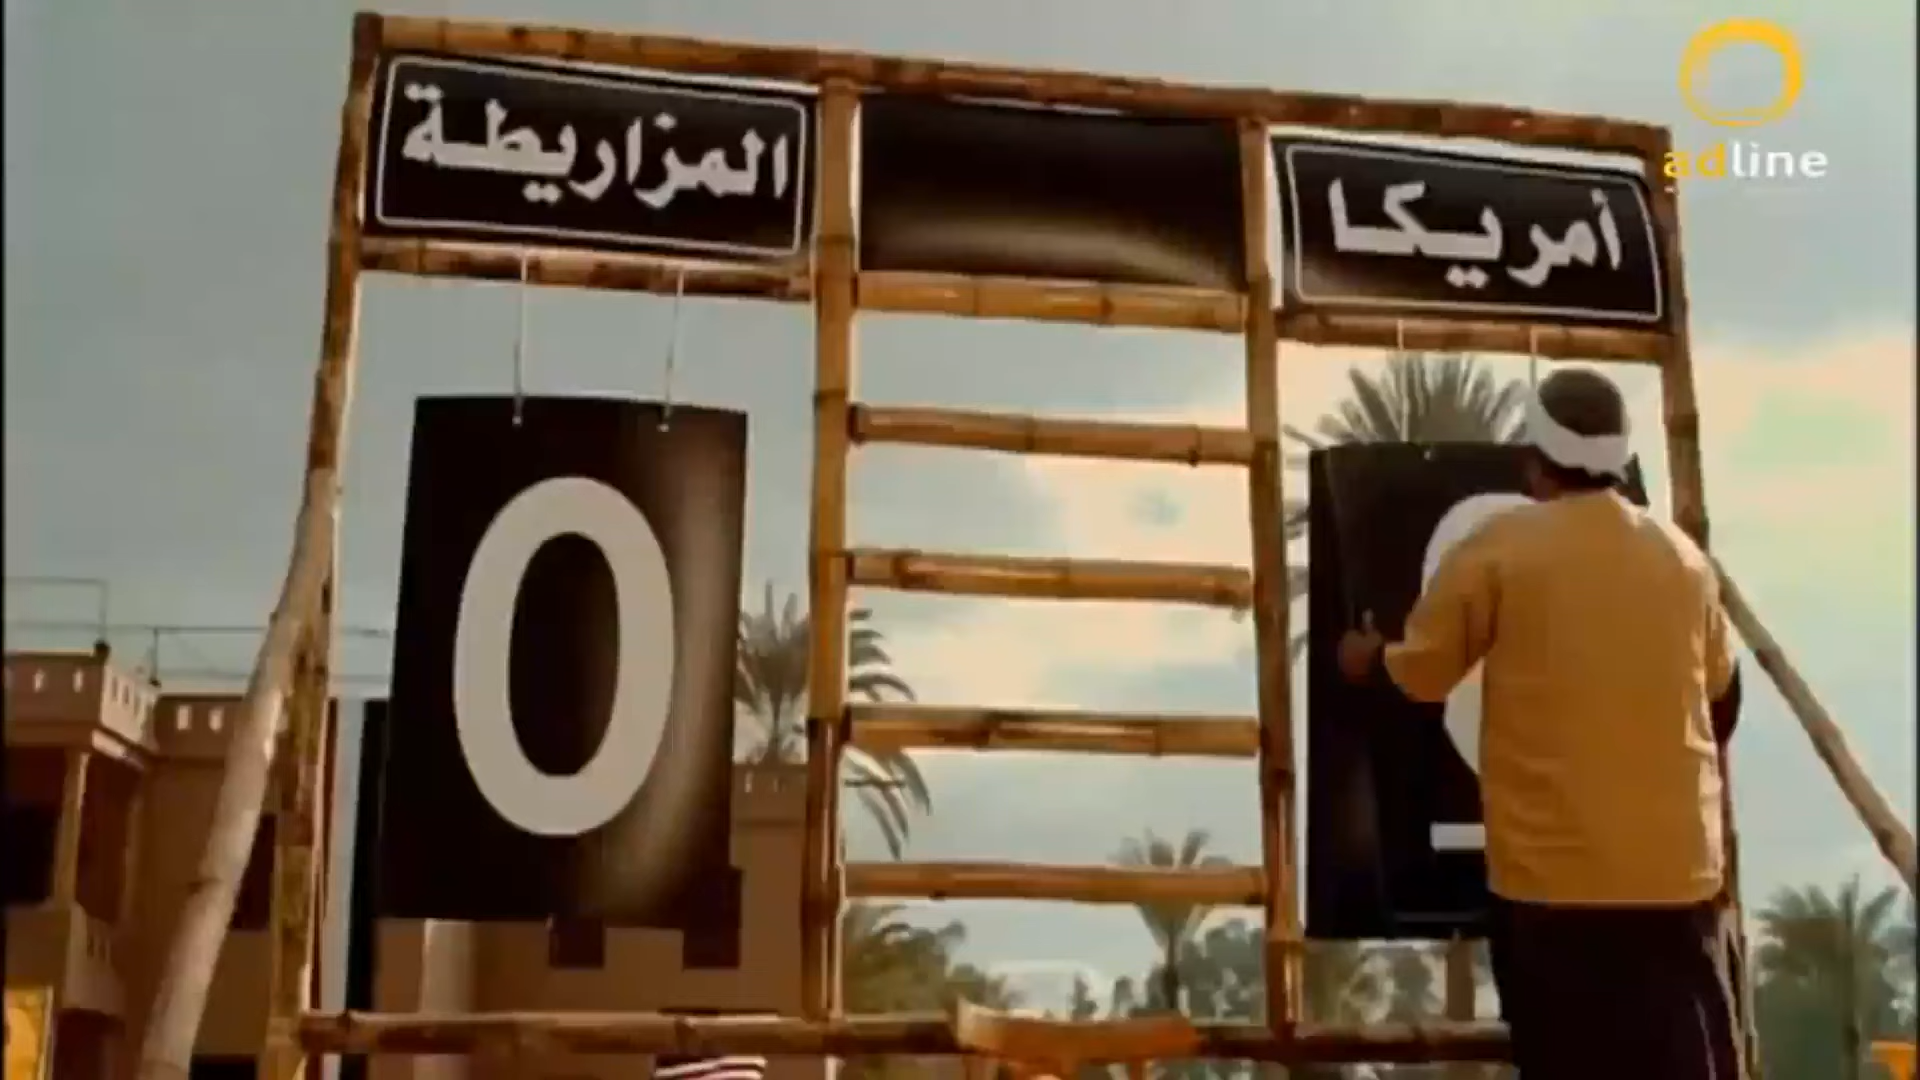 أمريكا
المزاريطة
0
adline